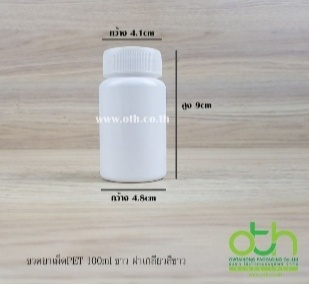 กว้าง 4.1cm
สูง 9cm
www.oth.co.th
กว้าง 4.8cm
oth
ขวดยาเม็ดPET 100ml ขาว ฝาเกลียวสีขาว